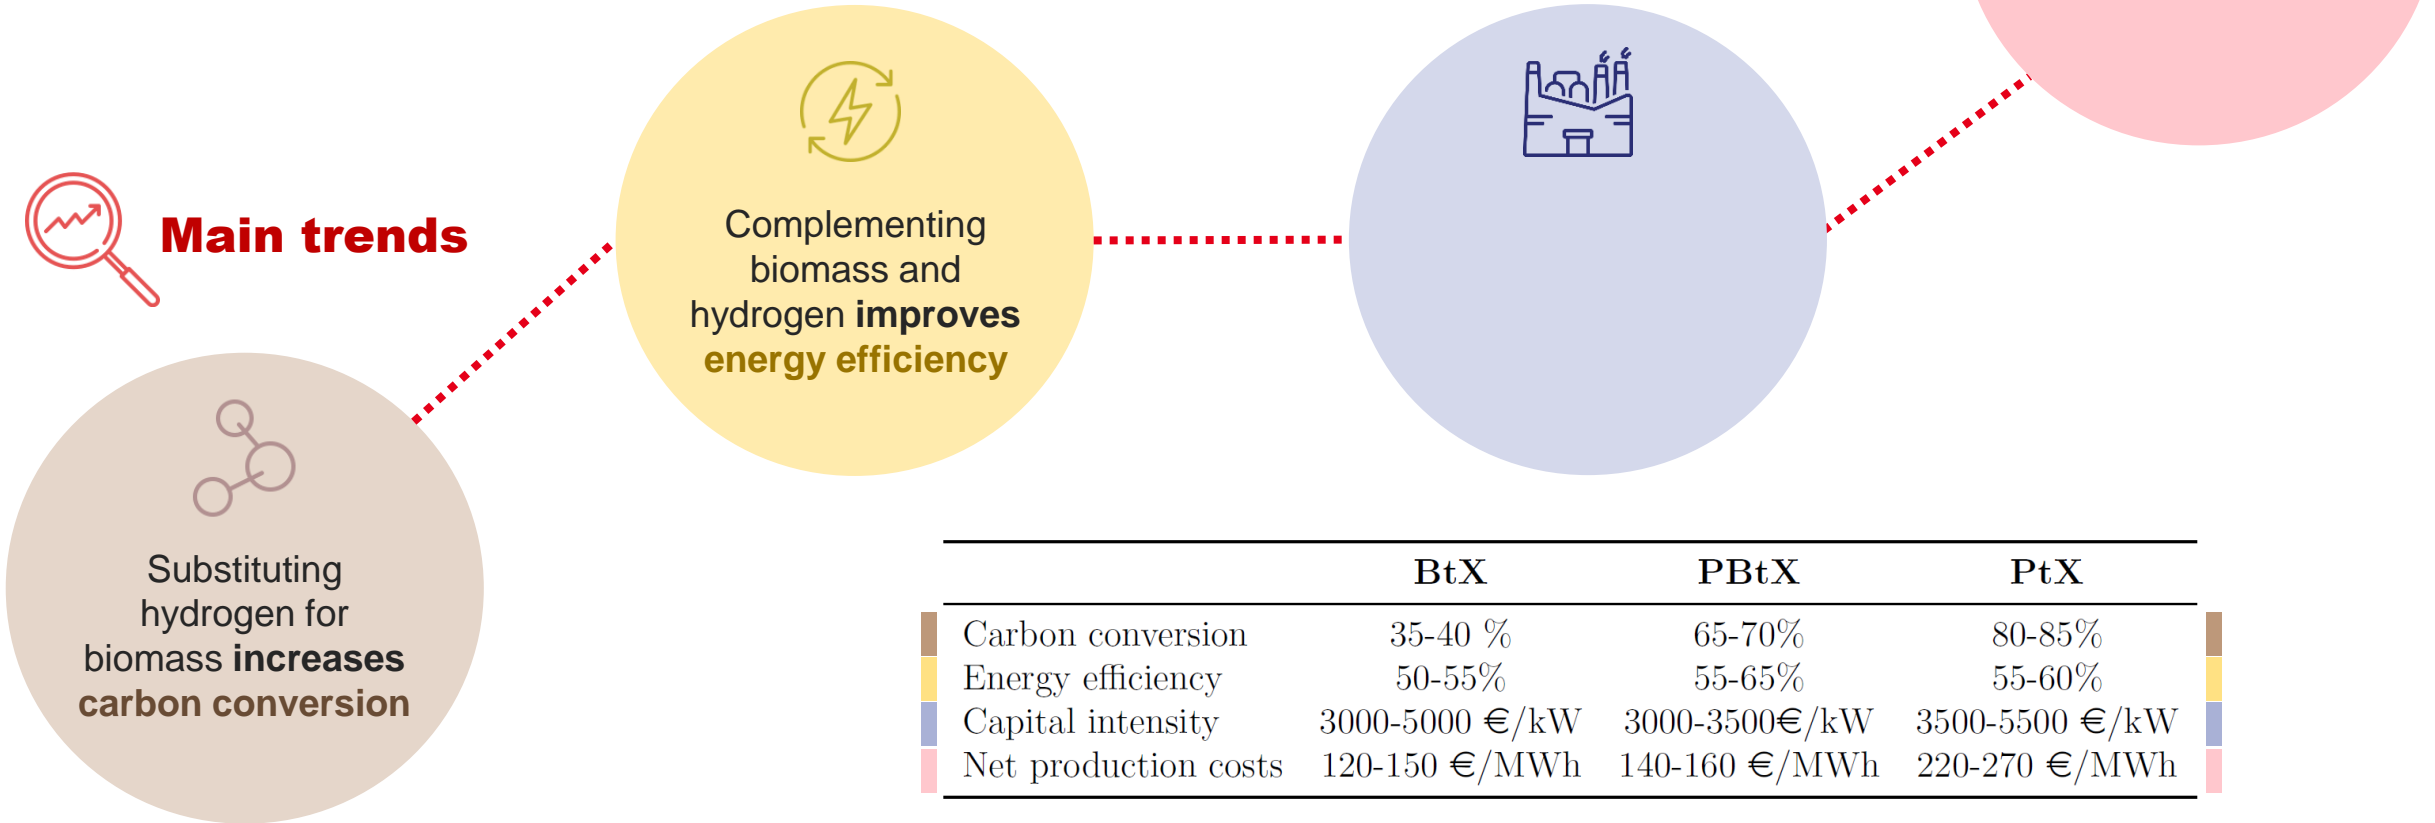 Main trends
Complementing
biomass and
hydrogen improves
energy efficiency
Substituting
hydrogen for
biomass increases
carbon conversion
BtX PBtX PtX
Carbon conversion 35-40 % 65-70% 80-85%
Energy efficiency 50-55% 55-65% 55-60%
Capital intensity 3000-5000 €/kW 3000-3500€/kW 3500-5500 €/kW
Net production costs 120-150 €/MWh 140-160 €/MWh 220-270 €/MWh